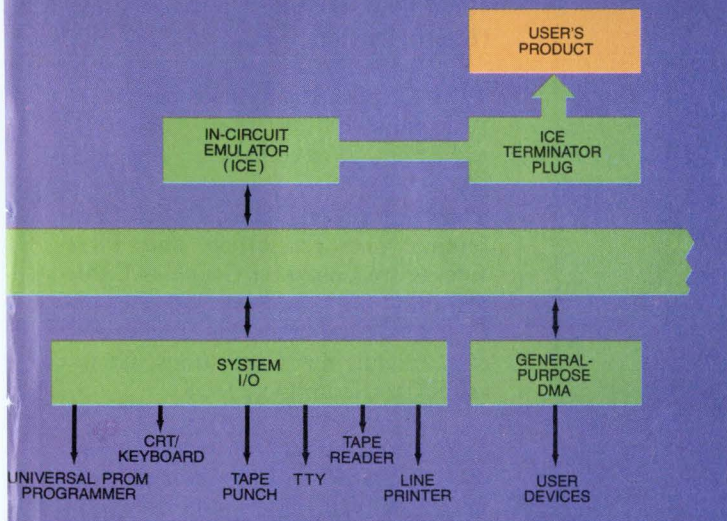 USER'S
PRODUCT
IN-CIRCUIT
EMULATOP
(ICE)
ICE
TERMINATOR
PLUG
SYSTEM
I/O
GENERAL-
PURPOSE
DMA
UNIVERSAL PROM
PROGRAMMER
CRT/
KEYBOARD
TAPE
PUNCH
TTY
TAPE
READER
LINE
PRINTER
USER
DEVICES